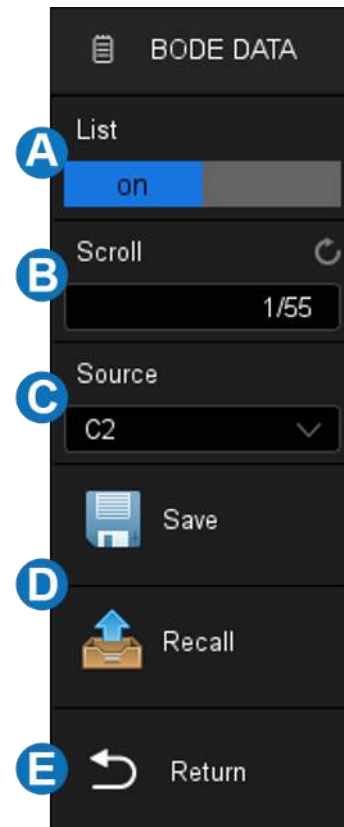 BODE DATA
A
List
on
B
Scroll
1/55
C
Source
C2
Save
D
Recall
E
Return